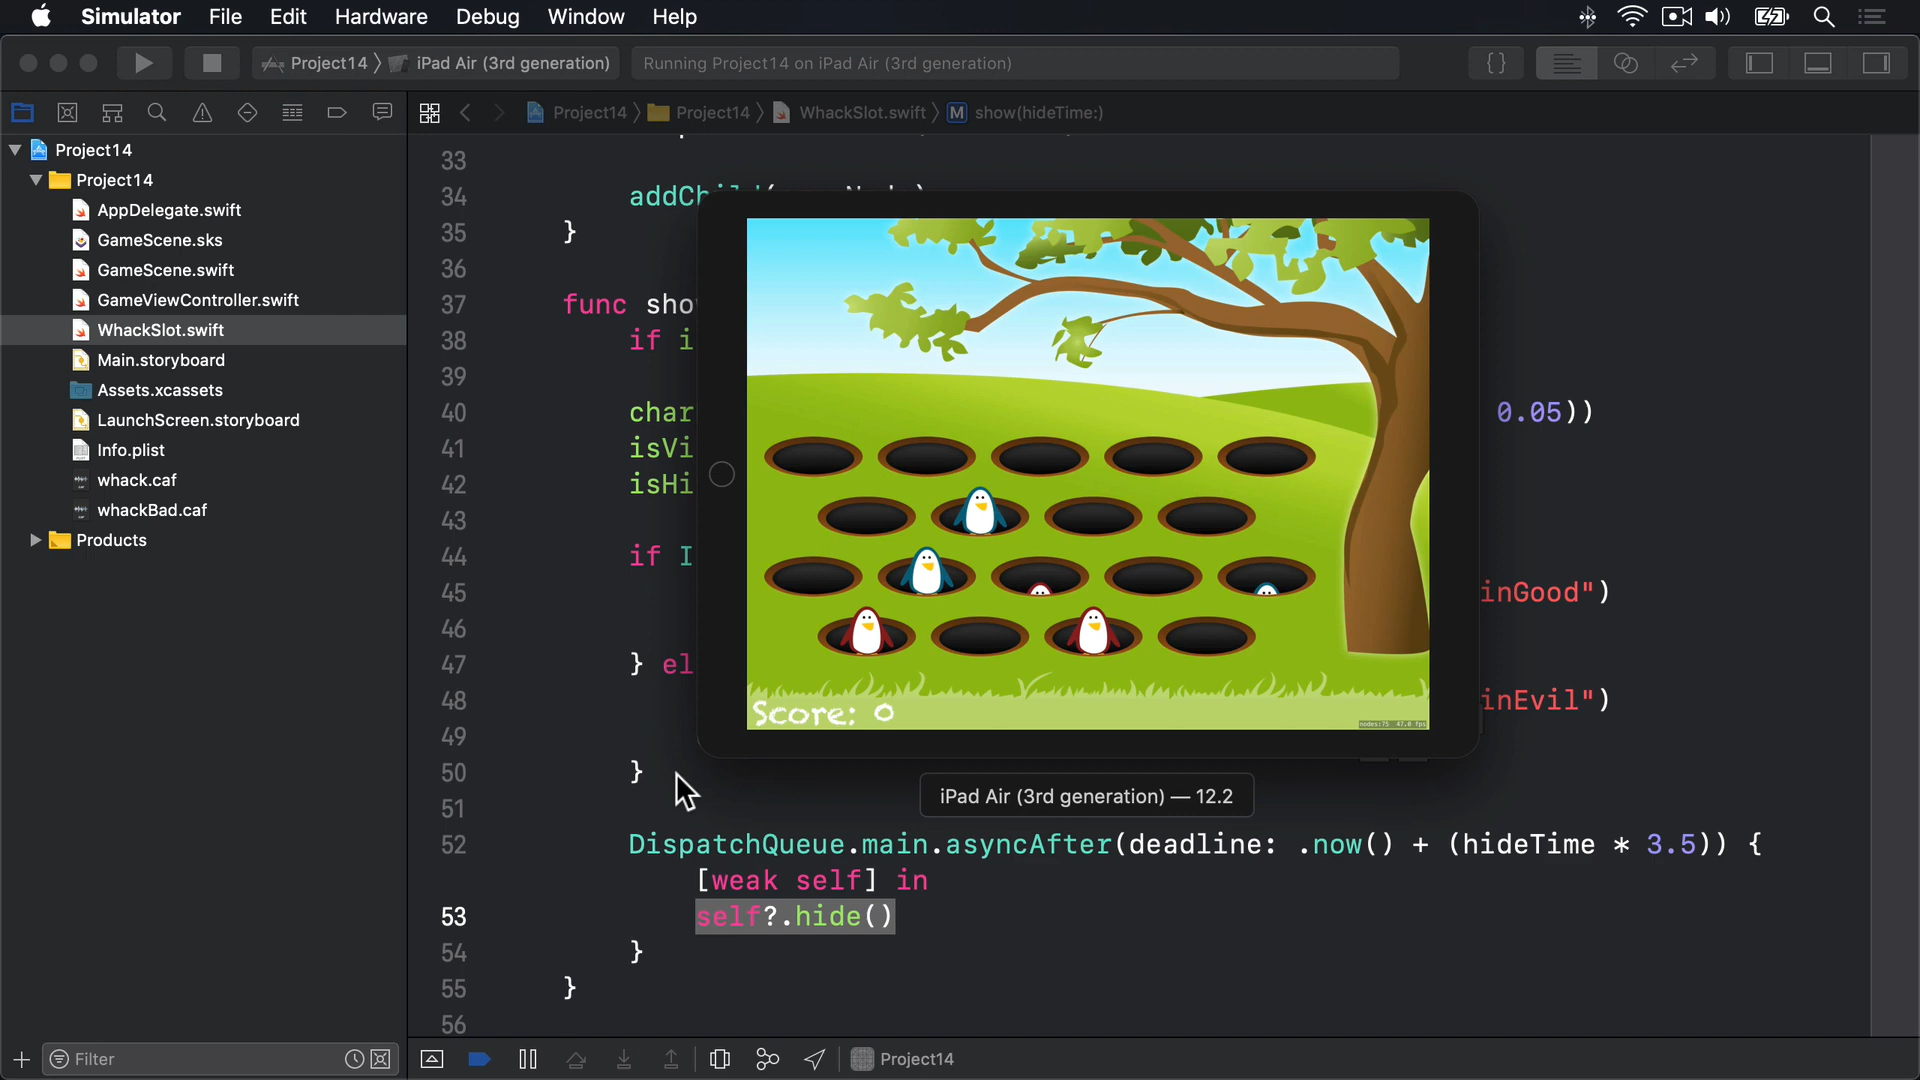 Simulator File Edit Hardware Debug Window Help
Project14 iPad Air (3rd generation) Running Project14 on iPad Air (3rd generation) {}
Project14 Project14 WhackSlot.swift M show(hideTime:)
Project14
Project14
AppDelegate.swift
GameScene.sks
GameScene.swift
GameViewController.swift
WhackSlot.swift
Main.storyboard
Assets.xcassets
LaunchScreen.storyboard
Info.plist
whack.caf
whackBad.caf
Products
33
34 addCh
35 }
36
37 func sho
38 if i
39
40 char 0.05))
41 isVi
42 isHi
43
44 if I
45 inGood")
46
47 } el
48 inEvil")
49
50 }
51
52 DispatchQueue.main.asyncAfter(deadline: .now() + (hideTime * 3.5)) {
[weak self] in
53 self?.hide()
54 }
55 }
56
Score: 0
nodes:75 47.0 fps
iPad Air (3rd generation) — 12.2
Filter
Project14